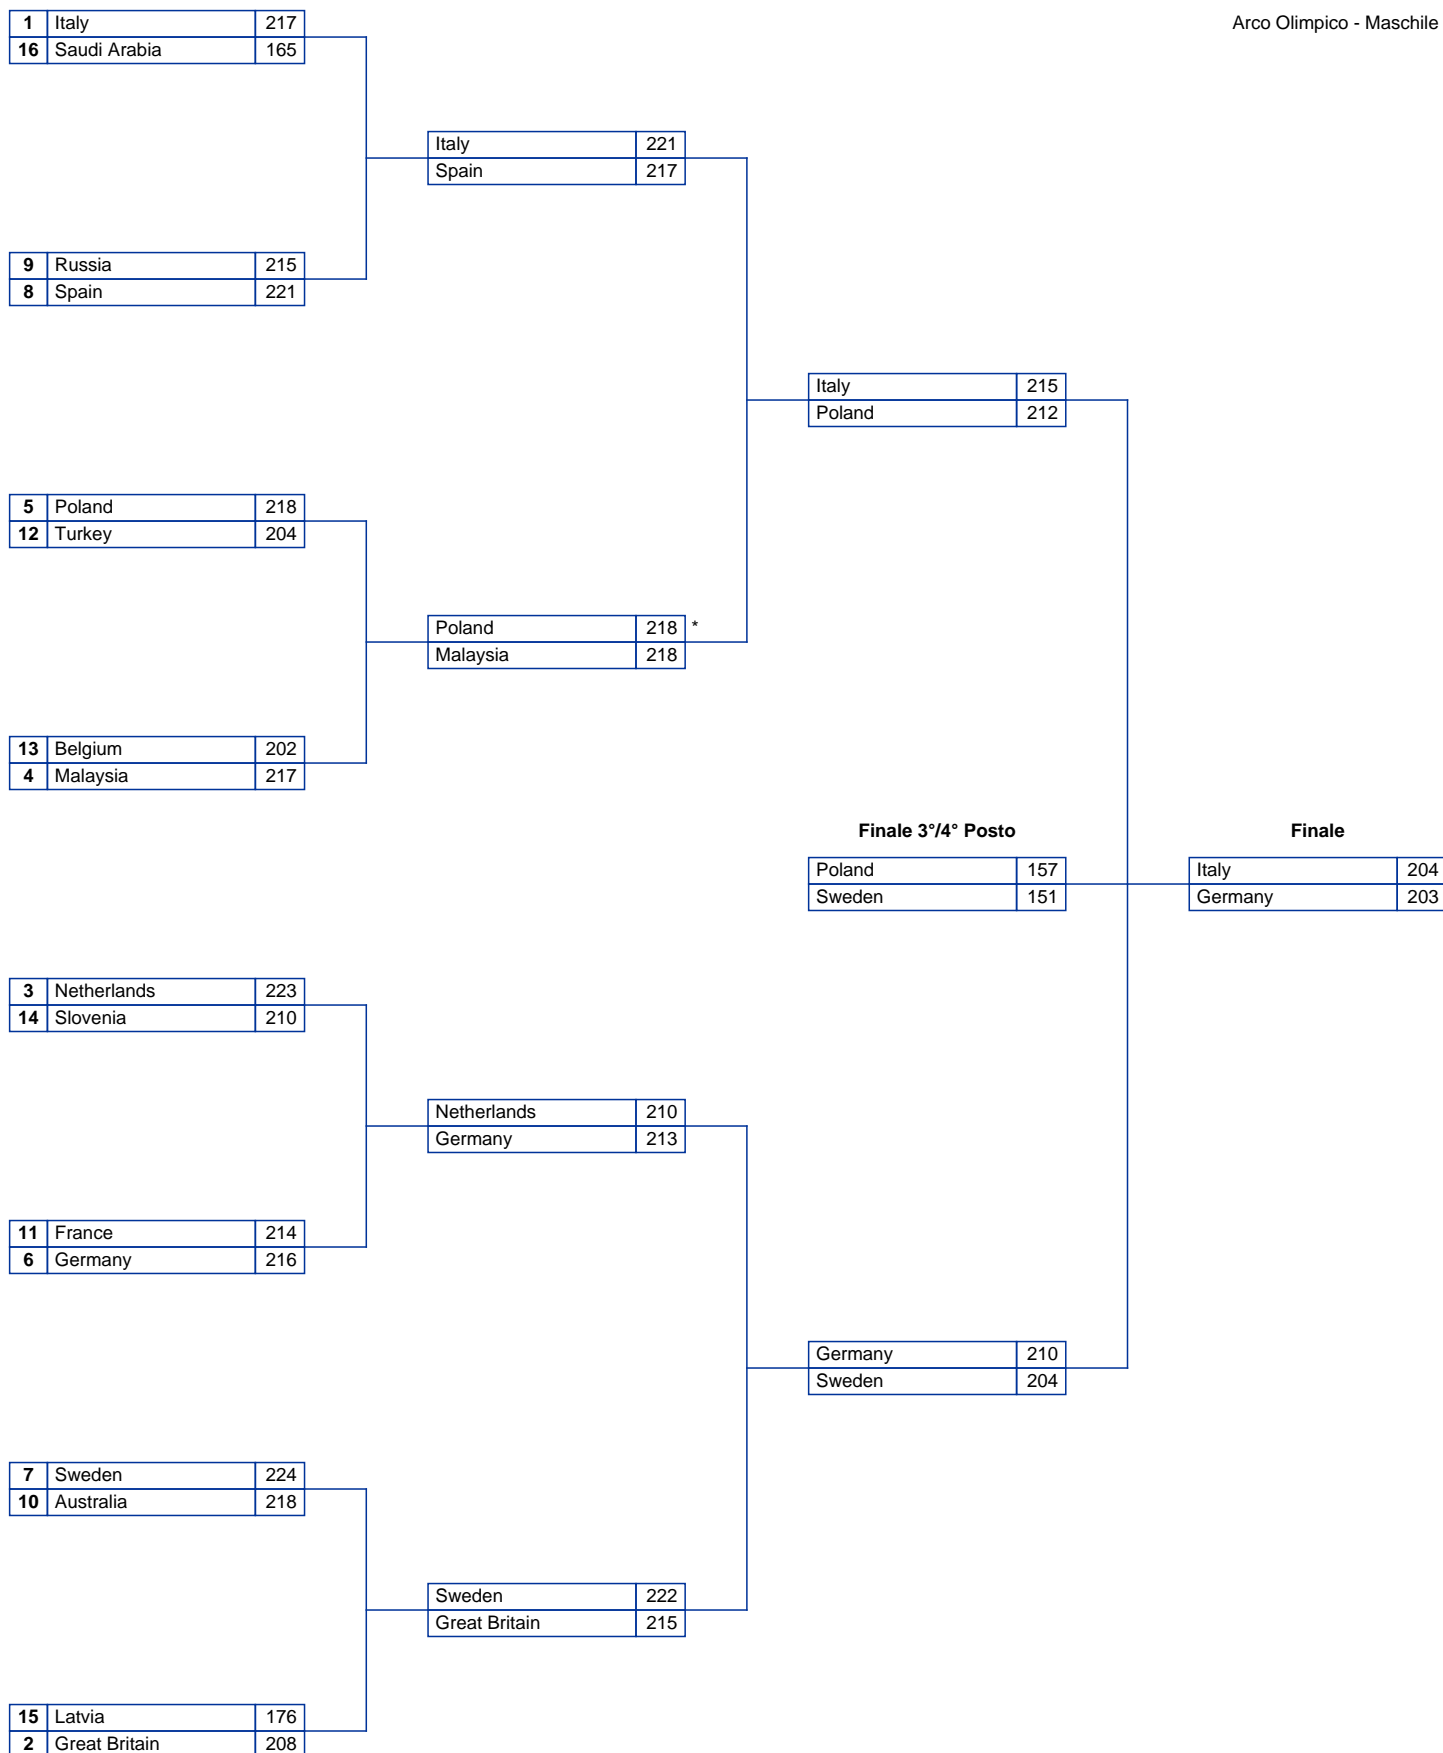 Arco Olimpico - Maschile
1 Italy 217
16 Saudi Arabia 165
Italy 221
Spain 217
9 Russia 215
8 Spain 221
Italy 215
Poland 212
5 Poland 218
12 Turkey 204
Poland 218 *
Malaysia 218
13 Belgium 202
4 Malaysia 217
Finale 3°/4° Posto
Finale
Poland 157
Sweden 151
Italy 204
Germany 203
3 Netherlands 223
14 Slovenia 210
Netherlands 210
Germany 213
11 France 214
6 Germany 216
Germany 210
Sweden 204
7 Sweden 224
10 Australia 218
Sweden 222
Great Britain 215
15 Latvia 176
2 Great Britain 208